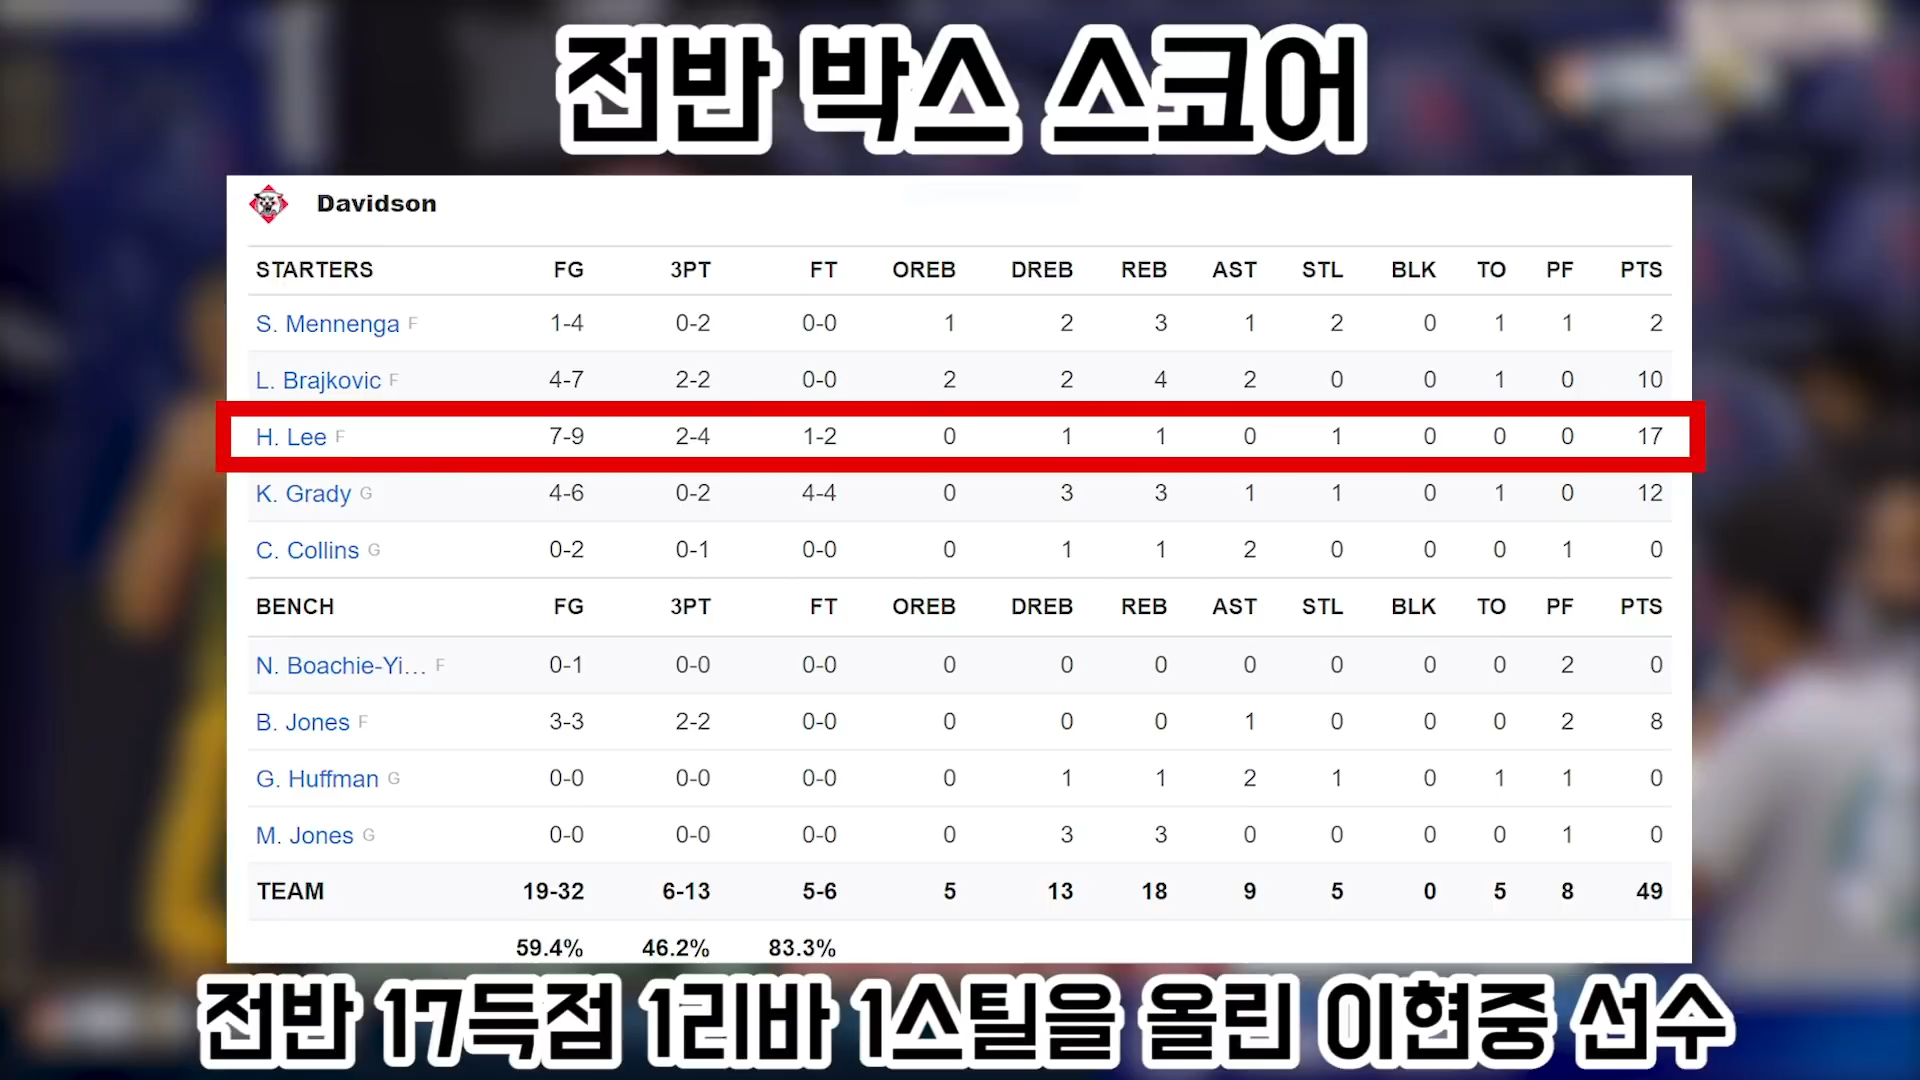 전반 박스 스코어
Davidson
STARTERS FG 3PT FT OREB DREB REB AST STL BLK TO PF PTS
S. Mennenga F 1-4 0-2 0-0 1 2 3 1 2 0 1 1 2
L. Brajkovic F 4-7 2-2 0-0 2 2 4 2 0 0 1 0 10
H. Lee F 7-9 2-4 1-2 0 1 1 0 1 0 0 0 17
K. Grady G 4-6 0-2 4-4 0 3 3 1 1 0 1 0 12
C. Collins G 0-2 0-1 0-0 0 1 1 2 0 0 0 1 0
BENCH FG 3PT FT OREB DREB REB AST STL BLK TO PF PTS
N. Boachie-Yi... F 0-1 0-0 0-0 0 0 0 0 0 0 0 2 0
B. Jones F 3-3 2-2 0-0 0 0 0 1 0 0 0 2 8
G. Huffman G 0-0 0-0 0-0 0 1 1 2 1 0 1 1 0
M. Jones G 0-0 0-0 0-0 0 3 3 0 0 0 0 1 0
TEAM 19-32 6-13 5-6 5 13 18 9 5 0 5 8 49
59.4% 46.2% 83.3%
전반 17득점 1리바 1스틸을 올린 이현중 선수